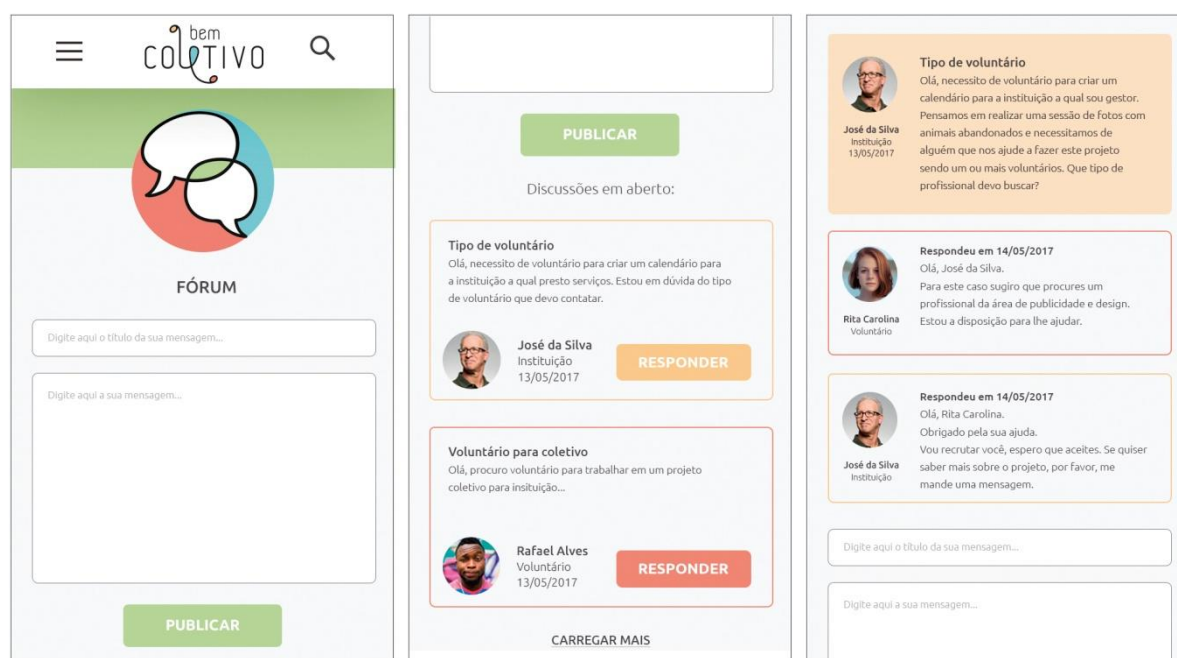 bem
COLETIVO
FÓRUM
Digite aqui o título da sua mensagem...
Digite aqui a sua mensagem...
PUBLICAR
PUBLICAR
Discussões em aberto:
Tipo de voluntário
Olá, necessito de voluntário para criar um calendário para
a instituição a qual presto serviços. Estou em dúvida do tipo
de voluntário que devo contatar.
José da Silva
Instituição
13/05/2017
RESPONDER
Voluntário para coletivo
Olá, procuro voluntário para trabalhar em um projeto
coletivo para insituição...
Rafael Alves
Voluntário
13/05/2017
RESPONDER
CARREGAR MAIS
Tipo de voluntário
Olá, necessito de voluntário para criar um
calendário para a instituição a qual sou gestor.
Pensamos em realizar uma sessão de fotos com
animais abandonados e necessitamos de
alguém que nos ajude a fazer este projeto
sendo um ou mais voluntários. Que tipo de
profissional devo buscar?
José da Silva
Instituição
13/05/2017
Respondeu em 14/05/2017
Olá, José da Silva.
Para este caso sugiro que procures um
profissional da área de publicidade e design.
Estou a disposição para lhe ajudar.
Rita Carolina
Voluntário
Respondeu em 14/05/2017
Olá, Rita Carolina.
Obrigado pela sua ajuda.
Vou recrutar você, espero que aceites. Se quiser
saber mais sobre o projeto, por favor, me
mande uma mensagem.
José da Silva
Instituição
Digite aqui o título da sua mensagem...
Digite aqui a sua mensagem...